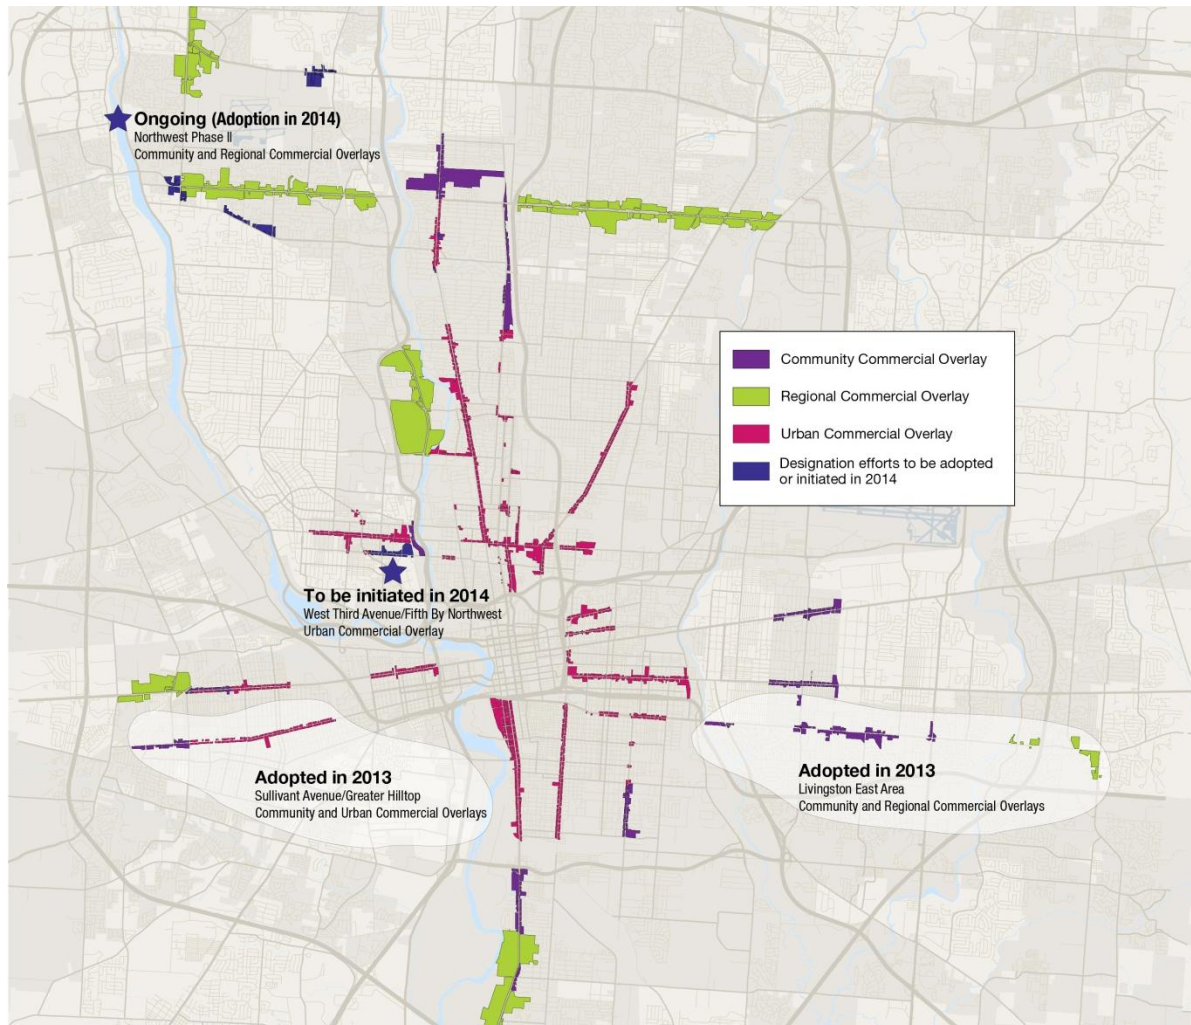 Ongoing (Adoption in 2014)
Northwest Phase II
Community and Regional Commercial Overlays
Community Commercial Overlay
Regional Commercial Overlay
Urban Commercial Overlay
Designation efforts to be adopted
or initiated in 2014
To be initiated in 2014
West Third Avenue/Fifth By Northwest
Urban Commercial Overlay
Adopted in 2013
Sullivant Avenue/Greater Hilltop
Community and Urban Commercial Overlays
Adopted in 2013
Livingston East Area
Community and Regional Commercial Overlays